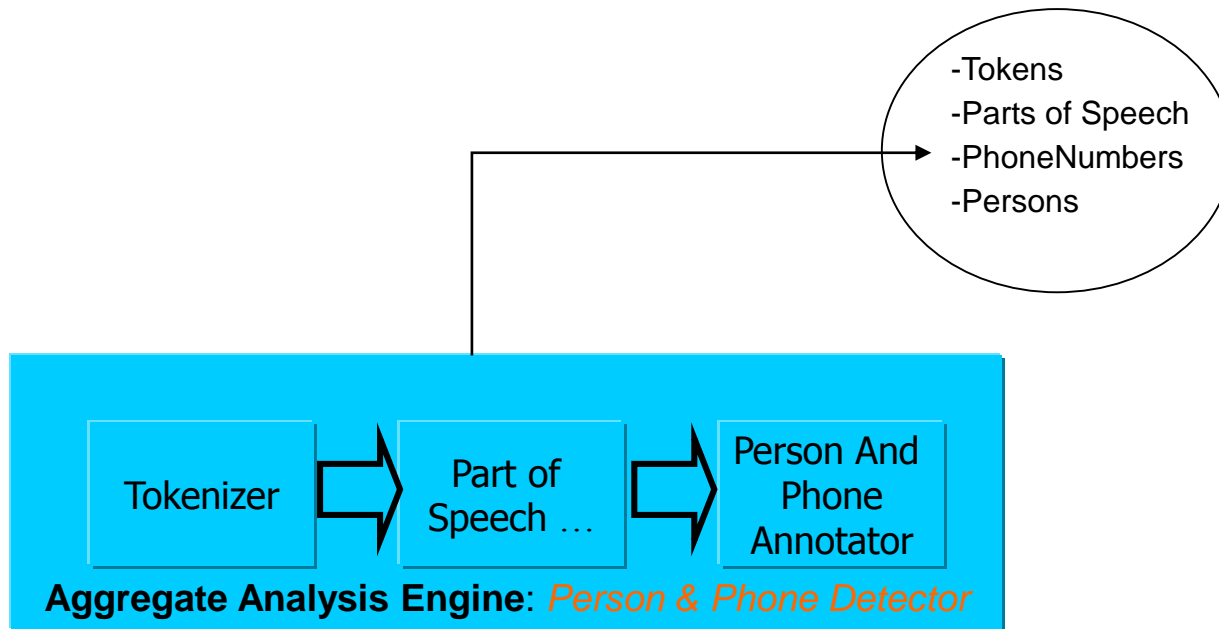 -Tokens
-Parts of Speech
-PhoneNumbers
-Persons
Tokenizer
Part of
Speech …
Person And
Phone
Annotator
Aggregate Analysis Engine: Person & Phone Detector